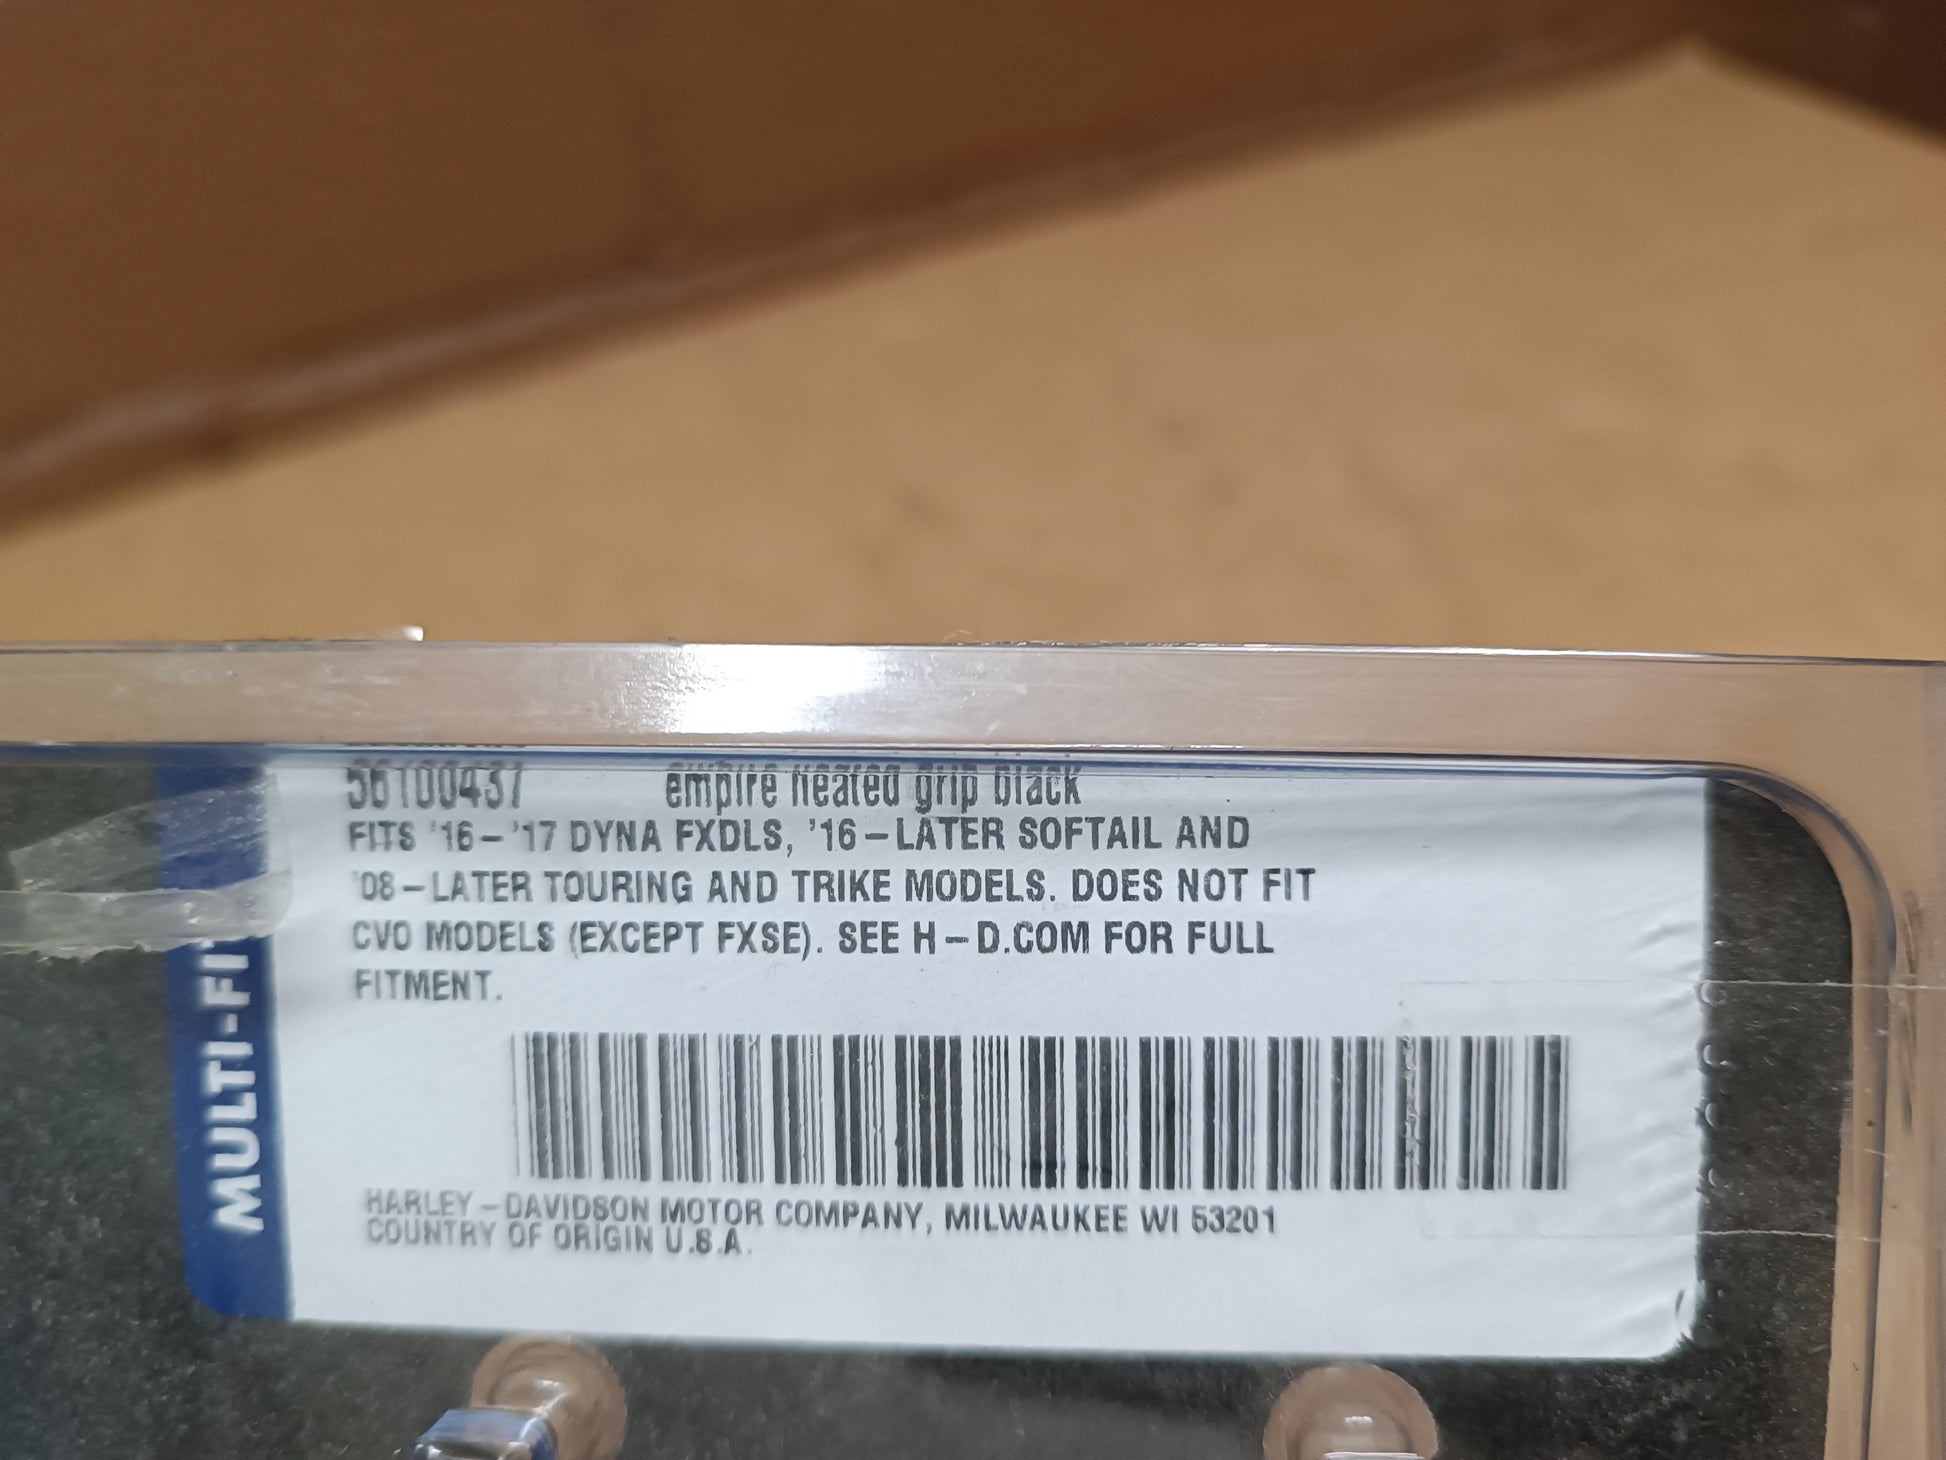 56100437 empire heated grip black
FITS '16-'17 DYNA FXDLS, '16-LATER SOFTAIL AND
'08-LATER TOURING AND TRIKE MODELS. DOES NOT FIT
CVO MODELS (EXCEPT FXSE). SEE H-D.COM FOR FULL
FITMENT.
HARLEY-DAVIDSON MOTOR COMPANY, MILWAUKEE WI 53201
COUNTRY OF ORIGIN U.S.A.
MULTI-FIT